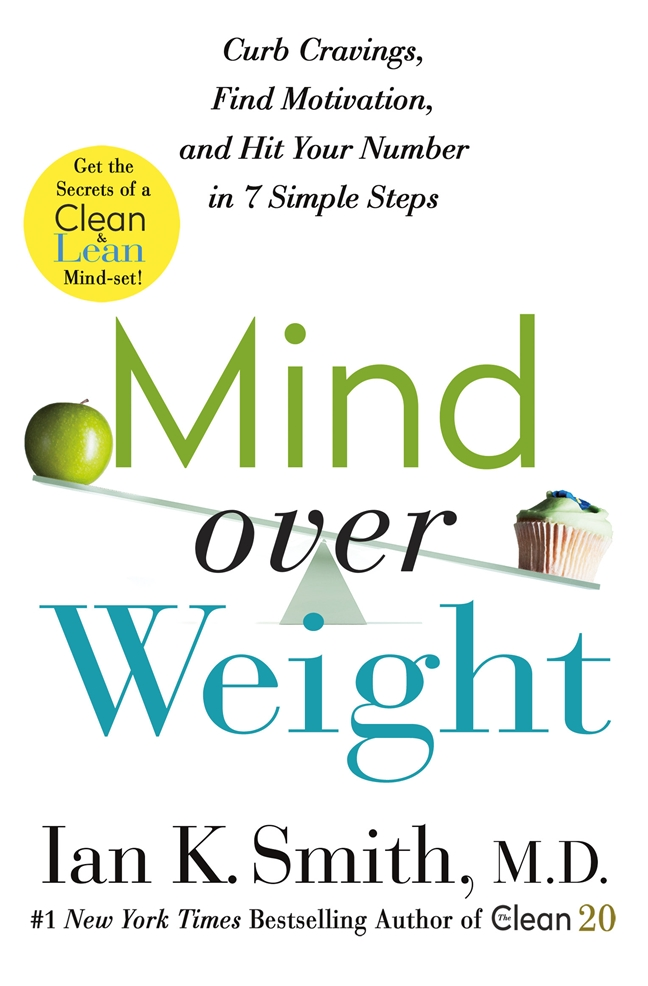 Curb Cravings,
Find Motivation,
and Hit Your Number
in 7 Simple Steps
Get the
Secrets of a
Clean
&
Lean
Mind-set!
Mind
over
Weight
Ian K. Smith, M.D.
#1 New York Times Bestselling Author of The Clean 20